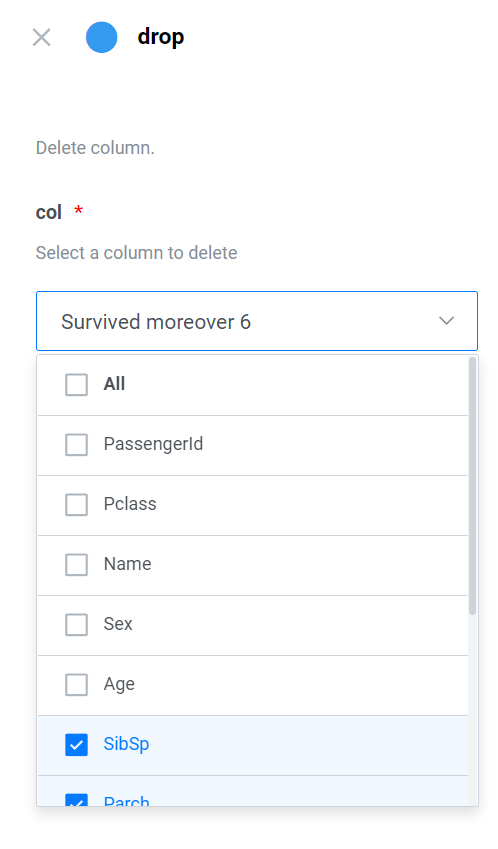 drop
Delete column.
col *
Select a column to delete
Survived moreover 6
All
PassengerId
Pclass
Name
Sex
Age
SibSp
Parch